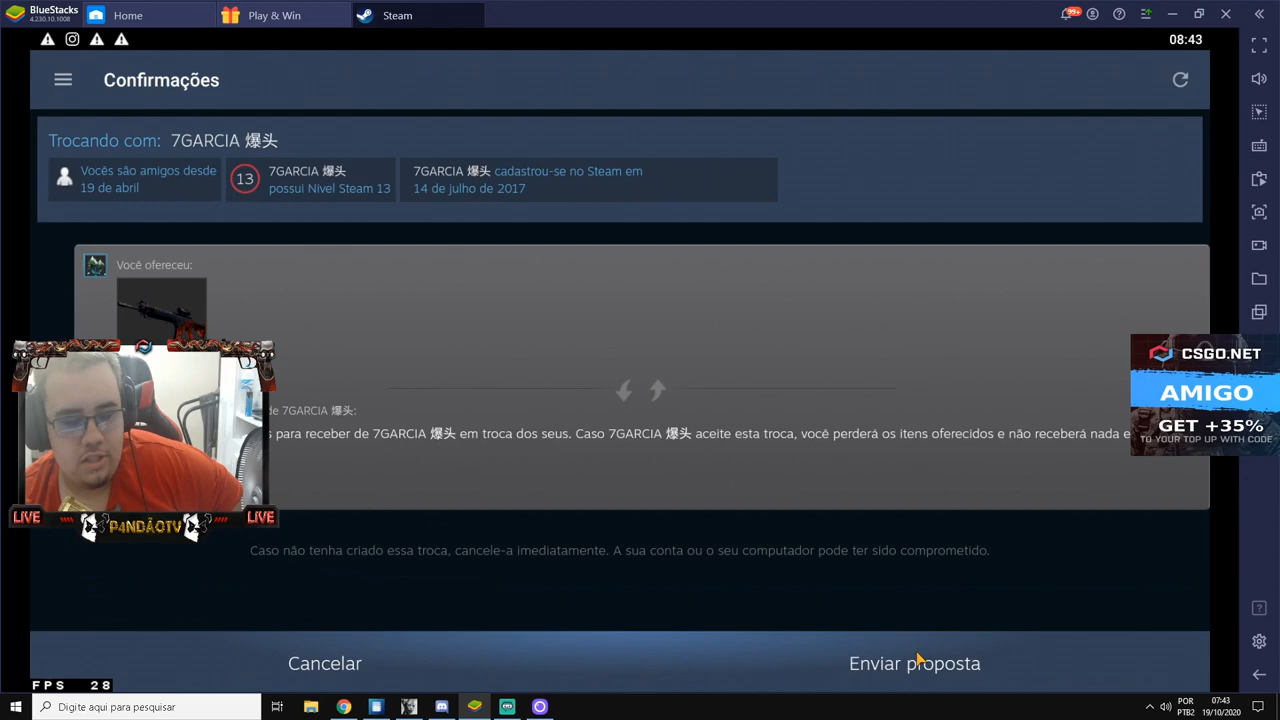 BlueStacks
4.230.10.1008
Home
Play & Win
Steam
99+
08:43
Confirmações
Trocando com: 7GARCIA 爆头
Vocês são amigos desde
19 de abril
13
7GARCIA 爆头
possui Nível Steam 13
7GARCIA 爆头 cadastrou-se no Steam em
14 de julho de 2017
Você ofereceu:
CSGO.NET
AMIGO
GET +35%
TO YOUR TOP UP WITH CODE
de 7GARCIA 爆头:
para receber de 7GARCIA 爆头 em troca dos seus. Caso 7GARCIA 爆头 aceite esta troca, você perderá os itens oferecidos e não receberá nada e
LIVE
P4NDÃOTV
LIVE
Caso não tenha criado essa troca, cancele-a imediatamente. A sua conta ou o seu computador pode ter sido comprometido.
Cancelar
Enviar proposta
FPS 28
Digite aqui para pesquisar
POR
PTB2
07:43
19/10/2020